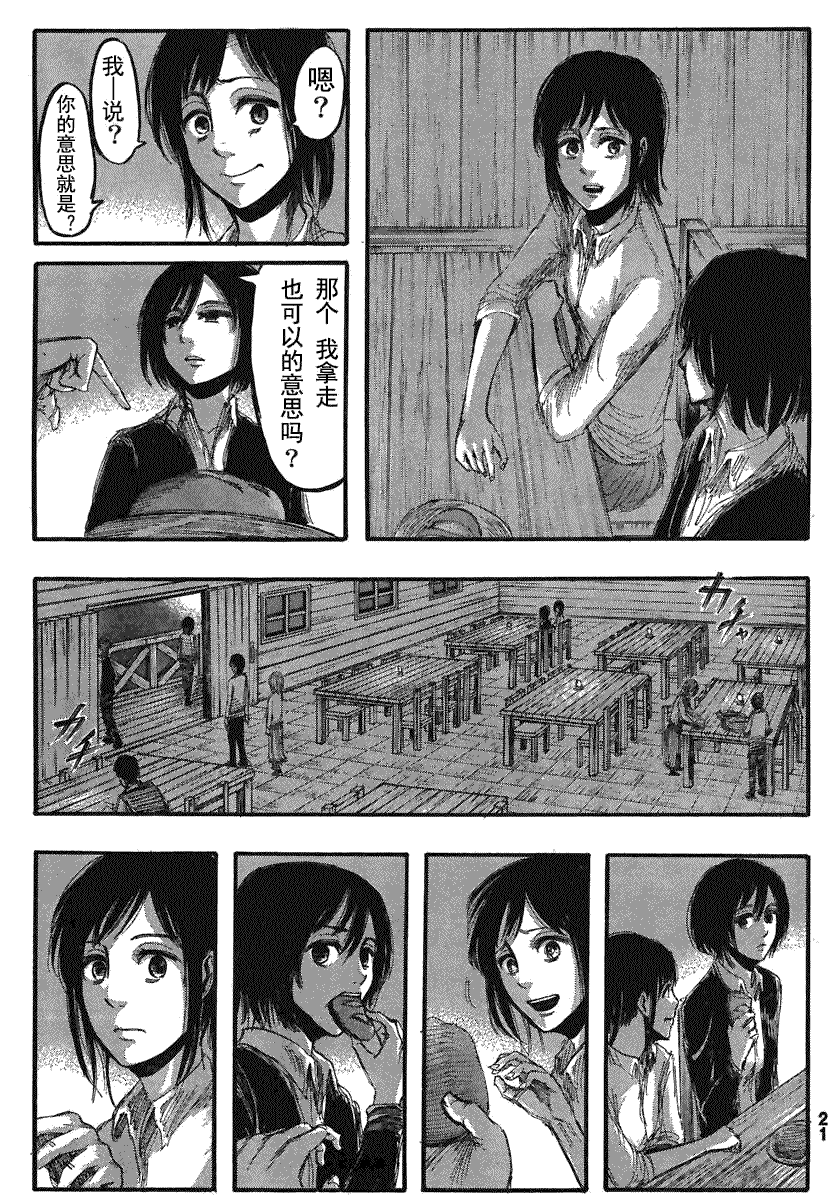 嗯？
我—说？
你的意思就是？
那个 我拿走
也可以的意思吗？
カチャ
カチャ
21